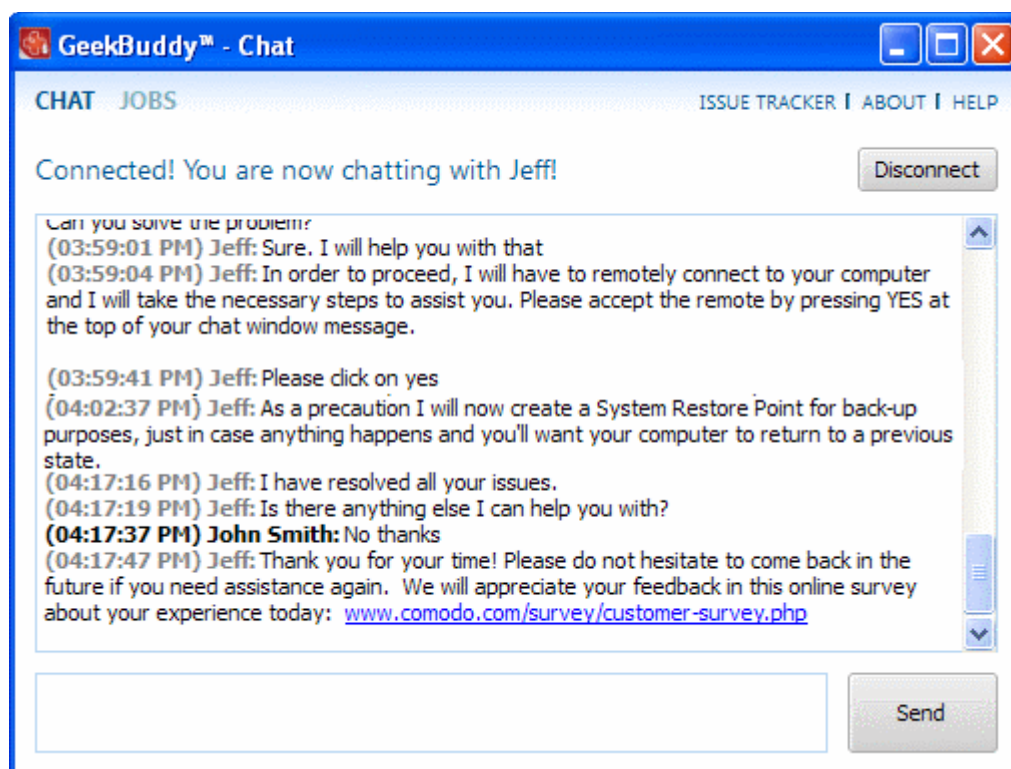 GeekBuddy™ - Chat
CHAT JOBS
ISSUE TRACKER | ABOUT | HELP
Connected! You are now chatting with Jeff!
Disconnect
Can you solve the problem?
(03:59:01 PM) Jeff: Sure. I will help you with that
(03:59:04 PM) Jeff: In order to proceed, I will have to remotely connect to your computer
and I will take the necessary steps to assist you. Please accept the remote by pressing YES at
the top of your chat window message.
(03:59:41 PM) Jeff: Please click on yes
(04:02:37 PM) Jeff: As a precaution I will now create a System Restore Point for back-up
purposes, just in case anything happens and you'll want your computer to return to a previous
state.
(04:17:16 PM) Jeff: I have resolved all your issues.
(04:17:19 PM) Jeff: Is there anything else I can help you with?
(04:17:37 PM) John Smith: No thanks
(04:17:47 PM) Jeff: Thank you for your time! Please do not hesitate to come back in the
future if you need assistance again.  We will appreciate your feedback in this online survey
about your experience today:  www.comodo.com/survey/customer-survey.php
Send